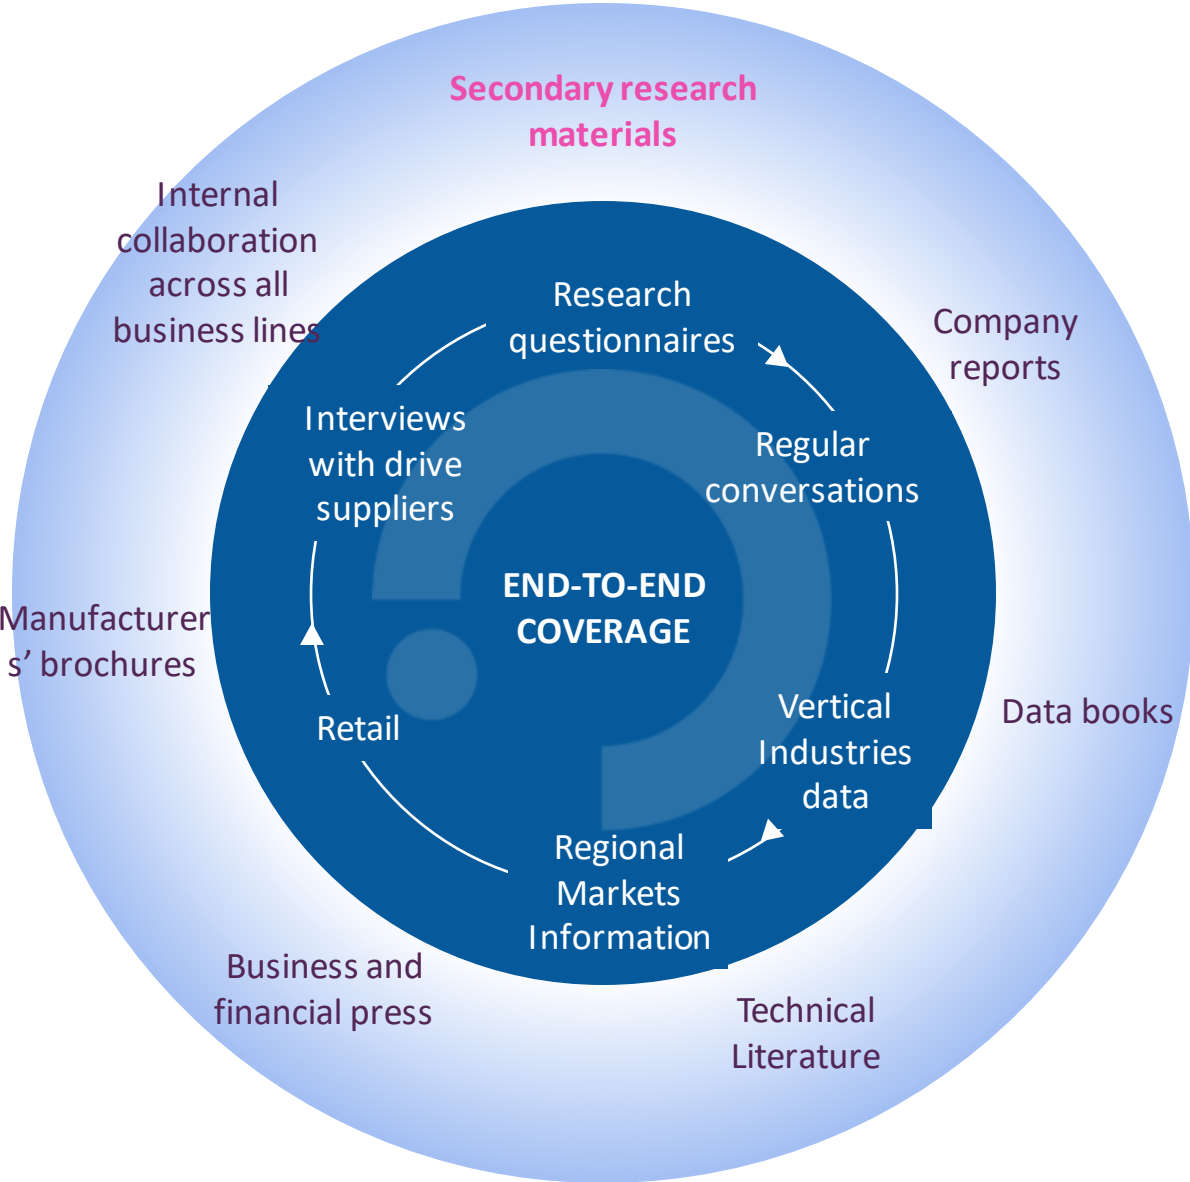 Secondary research
materials
Internal
collaboration
across all
business lines
Company
reports
Data books
Technical
Literature
Business and
financial press
Manufacturer
s’ brochures
Research
questionnaires
Regular
conversations
Vertical
Industries
data
Regional
Markets
Information
Retail
Interviews
with drive
suppliers
END-TO-END
COVERAGE